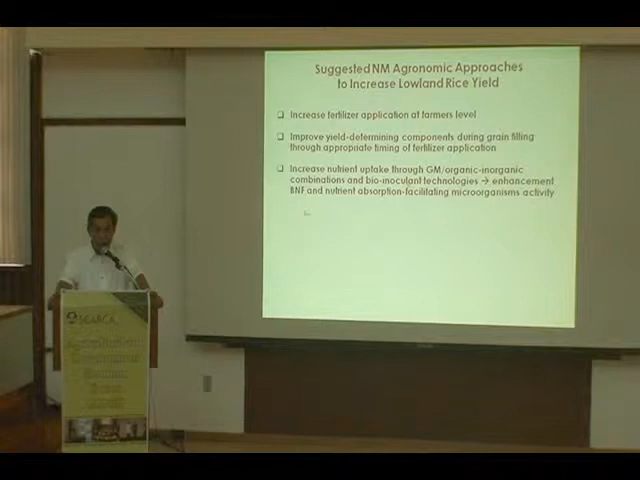 Suggested NM Agronomic Approaches
to Increase Lowland Rice Yield
❑ Increase fertilizer application at farmers level
❑ Improve yield-determining components during grain filling
through appropriate timing of fertilizer application
❑ Increase nutrient uptake through GM/organic-inorganic
combinations and bio-inoculant technologies → enhancement
BNF and nutrient absorption-facilitating microorganisms activity
SEARCA